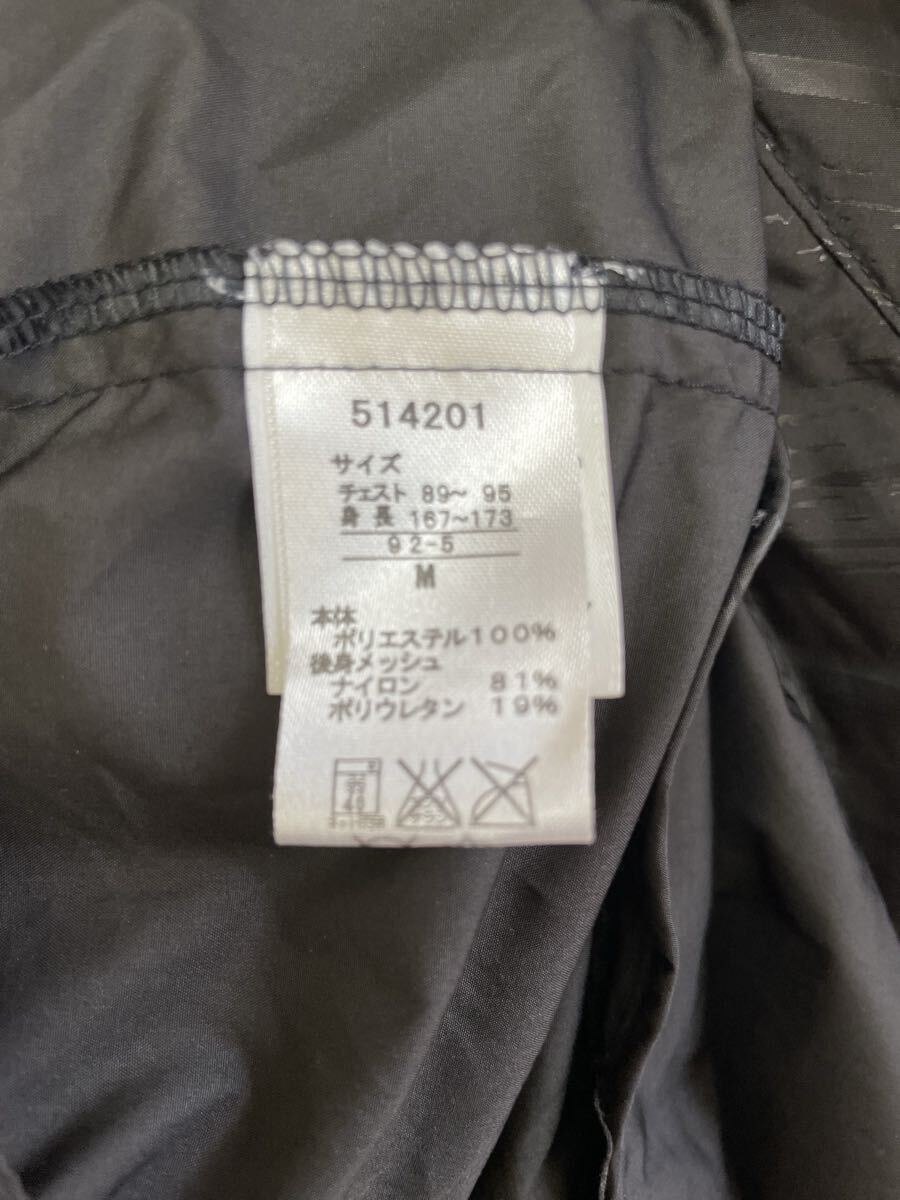 514201
サイズ
チェスト 89〜 95
身長 167〜173
92-5
M
本体
ポリエステル100%
後身メッシュ
ナイロン 81%
ポリウレタン 19%
40